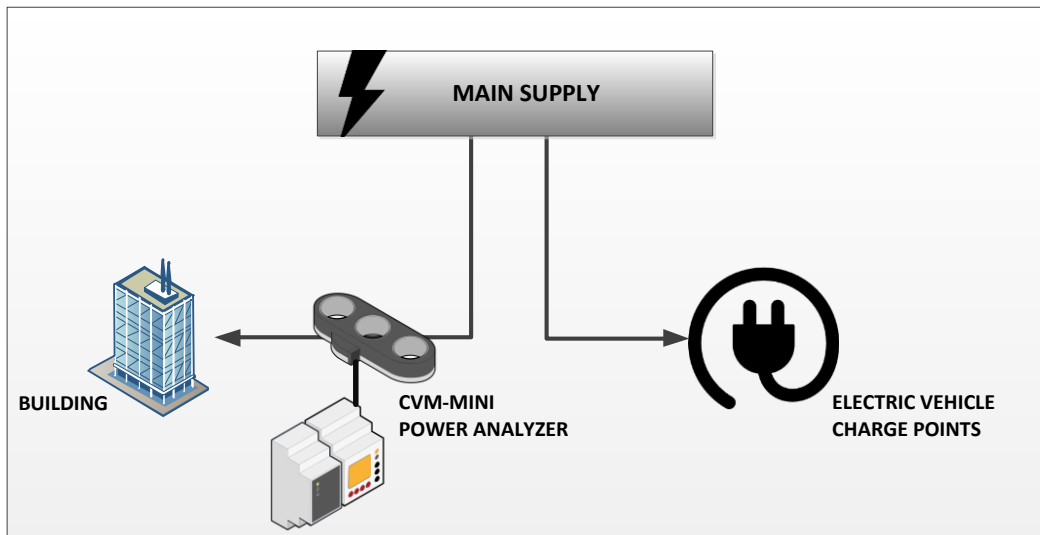 MAIN SUPPLY
BUILDING
CVM-MINI
POWER ANALYZER
ELECTRIC VEHICLE
CHARGE POINTS